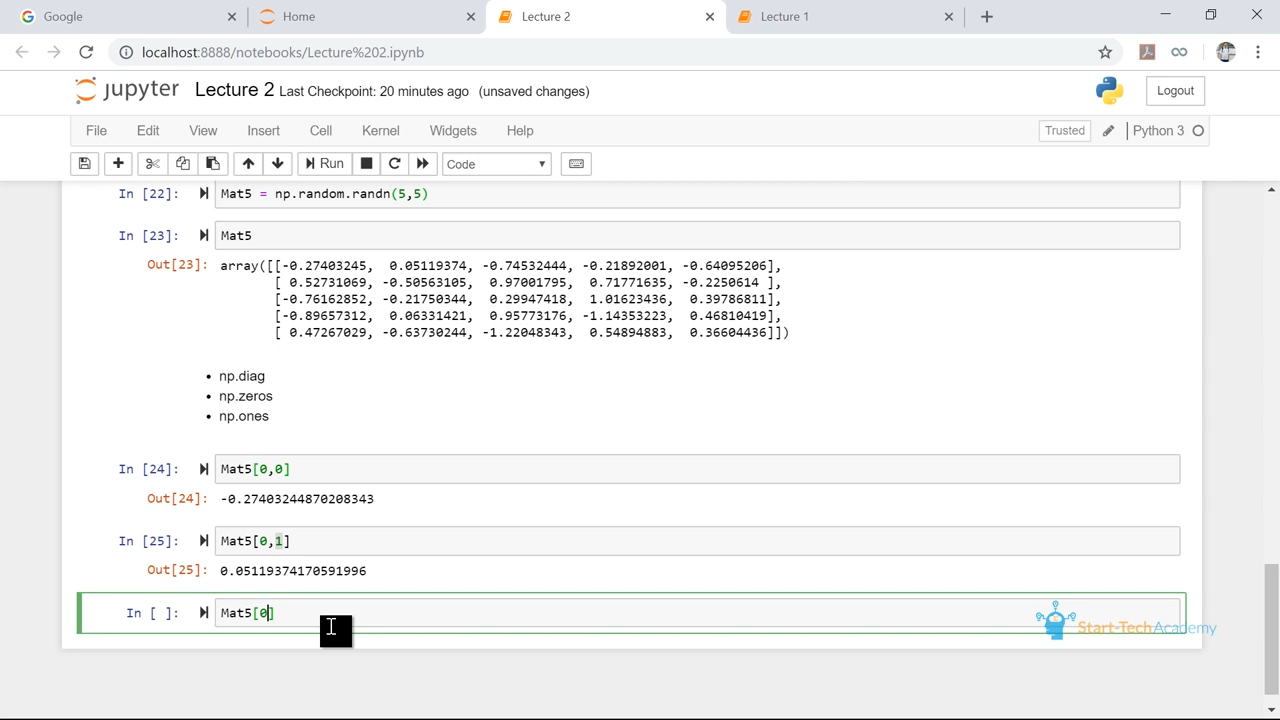 Google
Home
Lecture 2
Lecture 1
localhost:8888/notebooks/Lecture%202.ipynb
jupyter Lecture 2 Last Checkpoint: 20 minutes ago (unsaved changes)
Logout
File Edit View Insert Cell Kernel Widgets Help
Trusted
Python 3
Run
Code
In [22]: Mat5 = np.random.randn(5,5)
In [23]: Mat5
Out[23]: array([[-0.27403245, 0.05119374, -0.74532444, -0.21892001, -0.64095206],
[ 0.52731069, -0.50563105, 0.97001795, 0.71771635, -0.2250614 ],
[-0.76162852, -0.21750344, 0.29947418, 1.01623436, 0.39786811],
[-0.89657312, 0.06331421, 0.95773176, -1.14353223, 0.46810419],
[ 0.47267029, -0.63730244, -1.22048343, 0.54894883, 0.36604436]])
• np.diag
• np.zeros
• np.ones
In [24]: Mat5[0,0]
Out[24]: -0.27403244870208343
In [25]: Mat5[0,1]
Out[25]: 0.05119374170591996
In [ ]: Mat5[0]
Start-TechAcademy